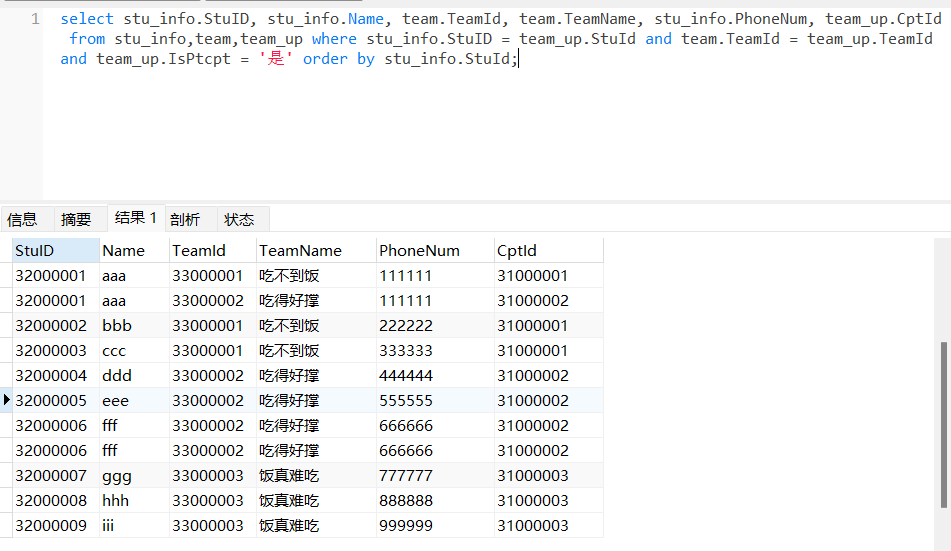 1 select stu_info.StuID, stu_info.Name, team.TeamId, team.TeamName, stu_info.PhoneNum, team_up.CptId
from stu_info,team,team_up where stu_info.StuID = team_up.StuId and team.TeamId = team_up.TeamId
and team_up.IsPtcpt = '是' order by stu_info.StuId;
信息 摘要 结果 1 剖析 状态
StuID Name TeamId TeamName PhoneNum CptId
32000001 aaa 33000001 吃不到饭 111111 31000001
32000001 aaa 33000002 吃得好撑 111111 31000002
32000002 bbb 33000001 吃不到饭 222222 31000001
32000003 ccc 33000001 吃不到饭 333333 31000001
32000004 ddd 33000002 吃得好撑 444444 31000002
32000005 eee 33000002 吃得好撑 555555 31000002
32000006 fff 33000002 吃得好撑 666666 31000002
32000006 fff 33000002 吃得好撑 666666 31000002
32000007 ggg 33000003 饭真难吃 777777 31000003
32000008 hhh 33000003 饭真难吃 888888 31000003
32000009 iii 33000003 饭真难吃 999999 31000003